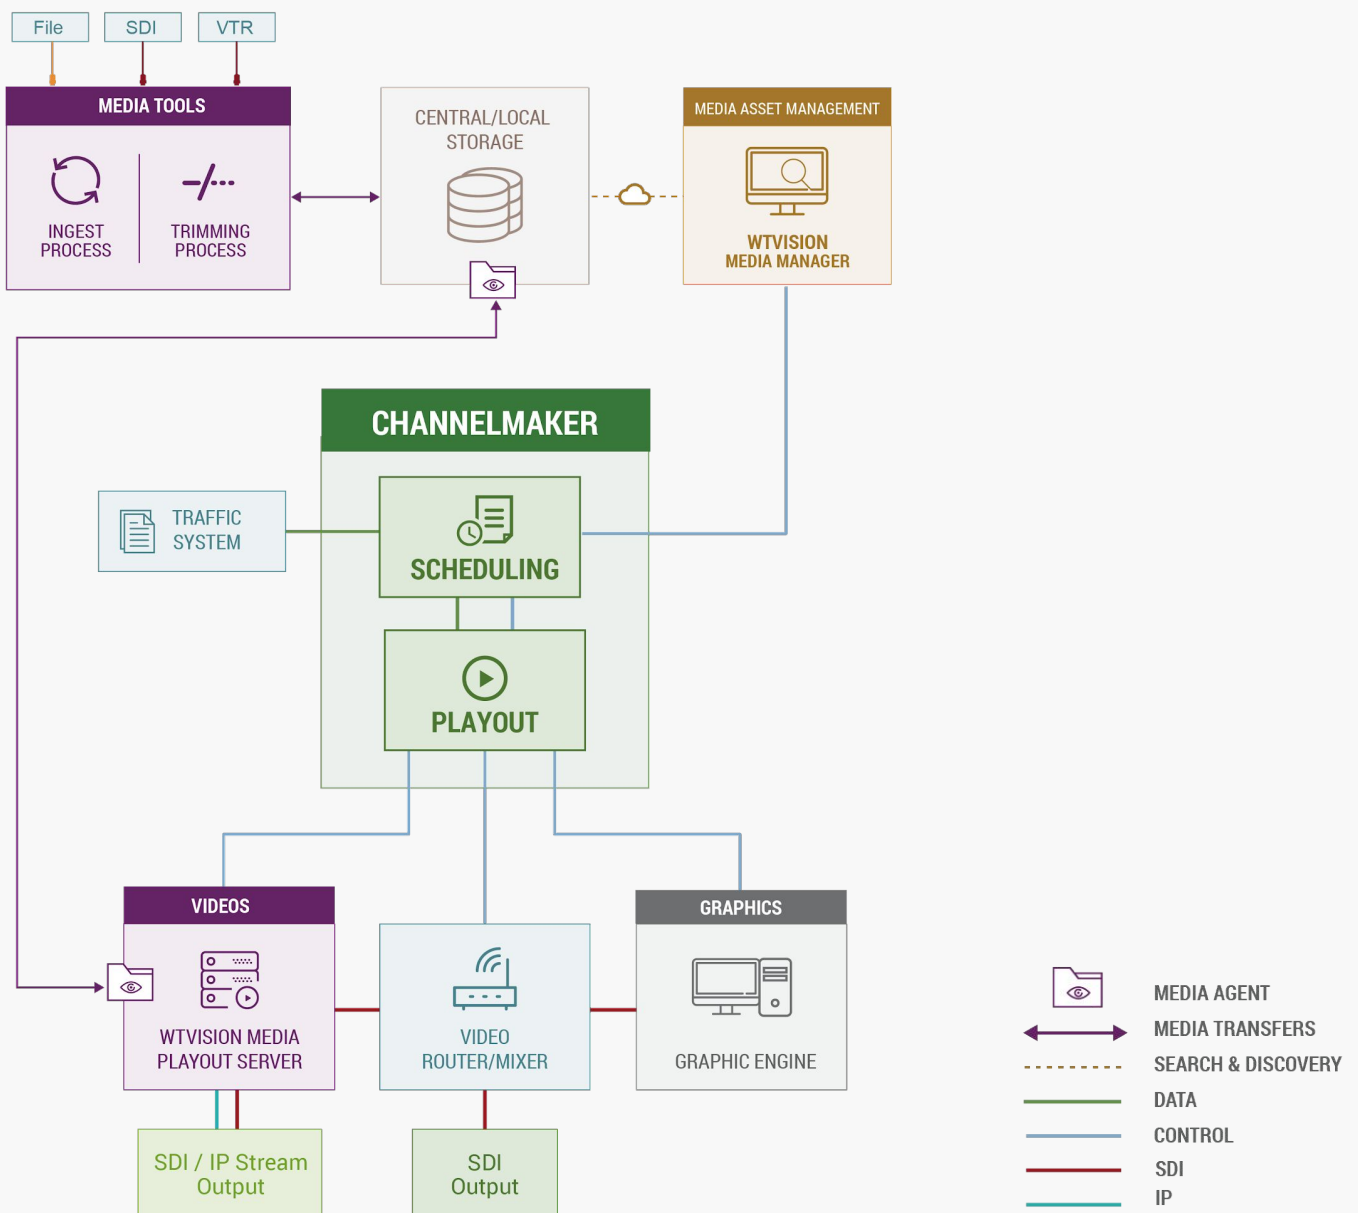 File
SDI
VTR
MEDIA TOOLS
INGEST
PROCESS
TRIMMING
PROCESS
CENTRAL/LOCAL
STORAGE
MEDIA ASSET MANAGEMENT
WTVISION
MEDIA MANAGER
CHANNELMAKER
TRAFFIC
SYSTEM
SCHEDULING
PLAYOUT
VIDEOS
WTVISION MEDIA
PLAYOUT SERVER
VIDEO
ROUTER/MIXER
GRAPHICS
GRAPHIC ENGINE
SDI / IP Stream
Output
SDI
Output
MEDIA AGENT
MEDIA TRANSFERS
SEARCH & DISCOVERY
DATA
CONTROL
SDI
IP